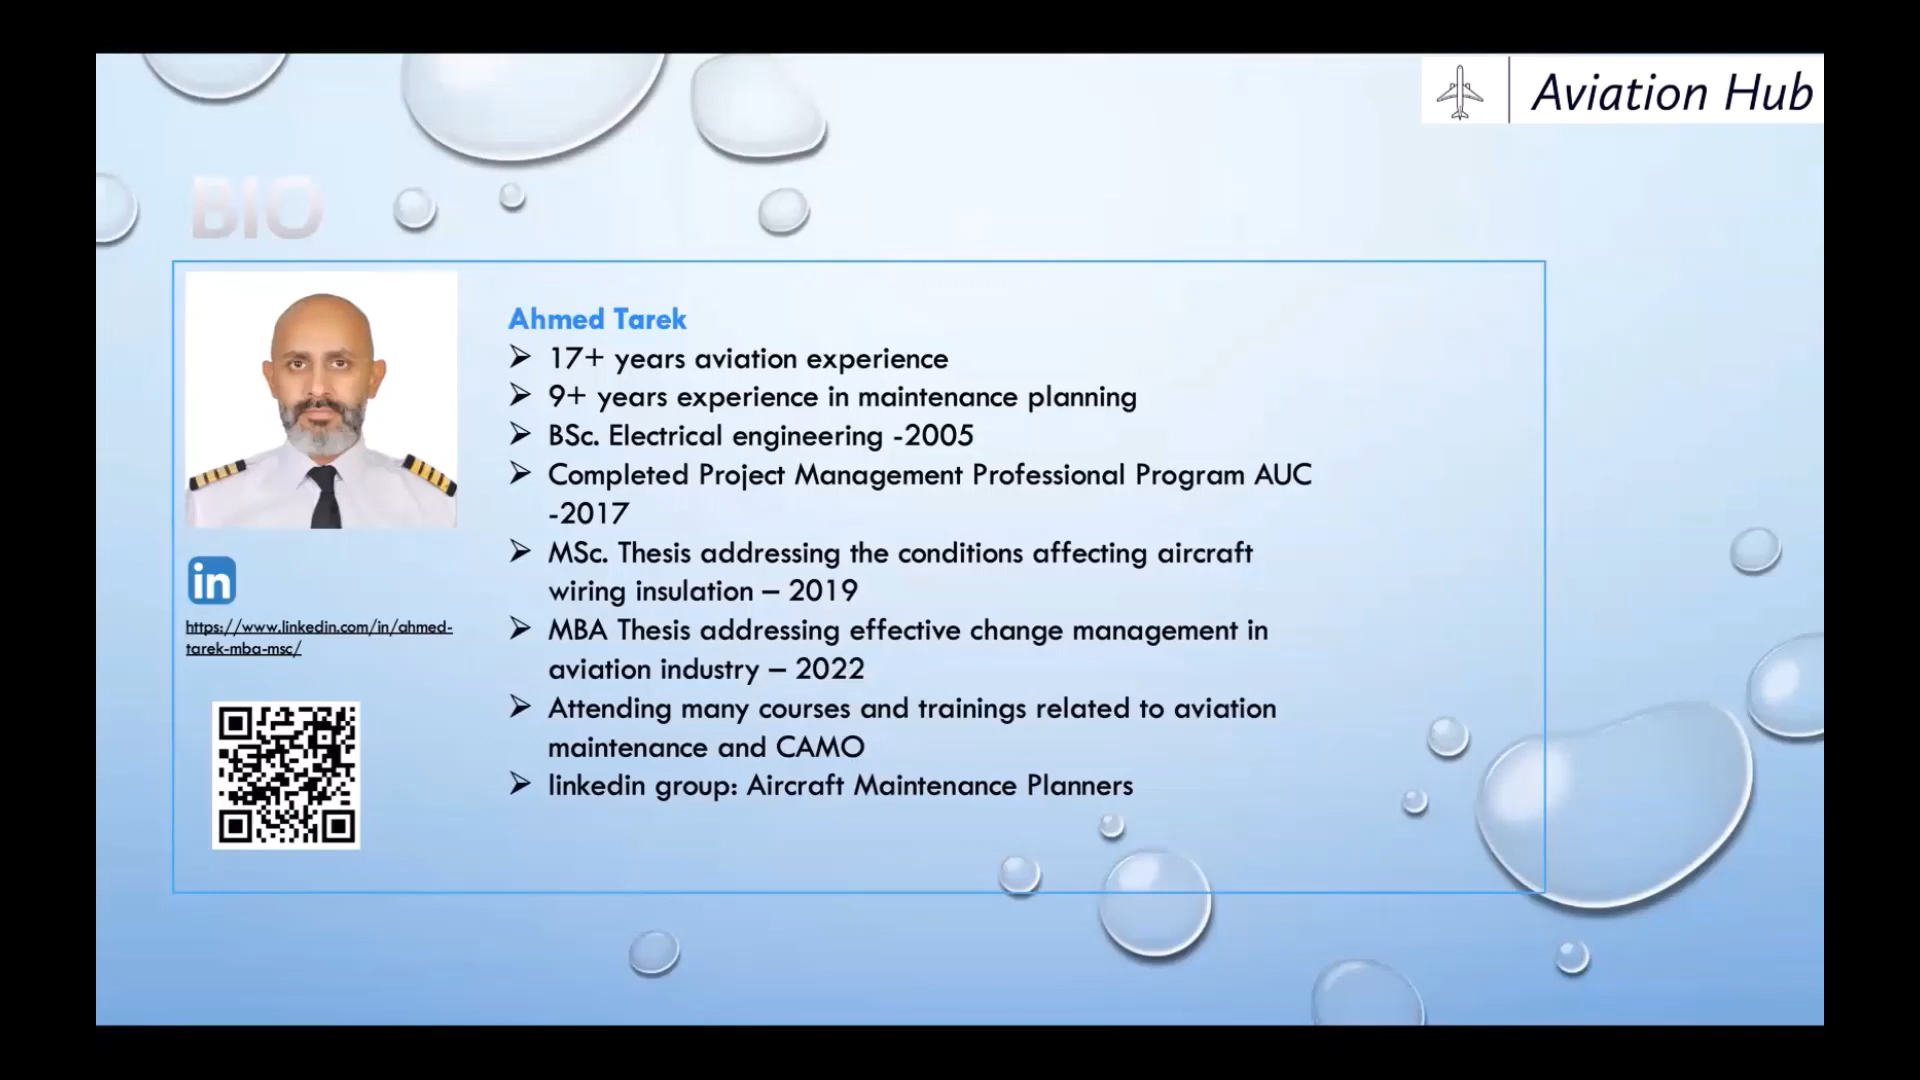 Aviation Hub
BIO
Ahmed Tarek
17+ years aviation experience
9+ years experience in maintenance planning
BSc. Electrical engineering -2005
Completed Project Management Professional Program AUC
-2017
MSc. Thesis addressing the conditions affecting aircraft
wiring insulation – 2019
MBA Thesis addressing effective change management in
aviation industry – 2022
Attending many courses and trainings related to aviation
maintenance and CAMO
linkedin group: Aircraft Maintenance Planners
in
https://www.linkedin.com/in/ahmed-
tarek-mba-msc/